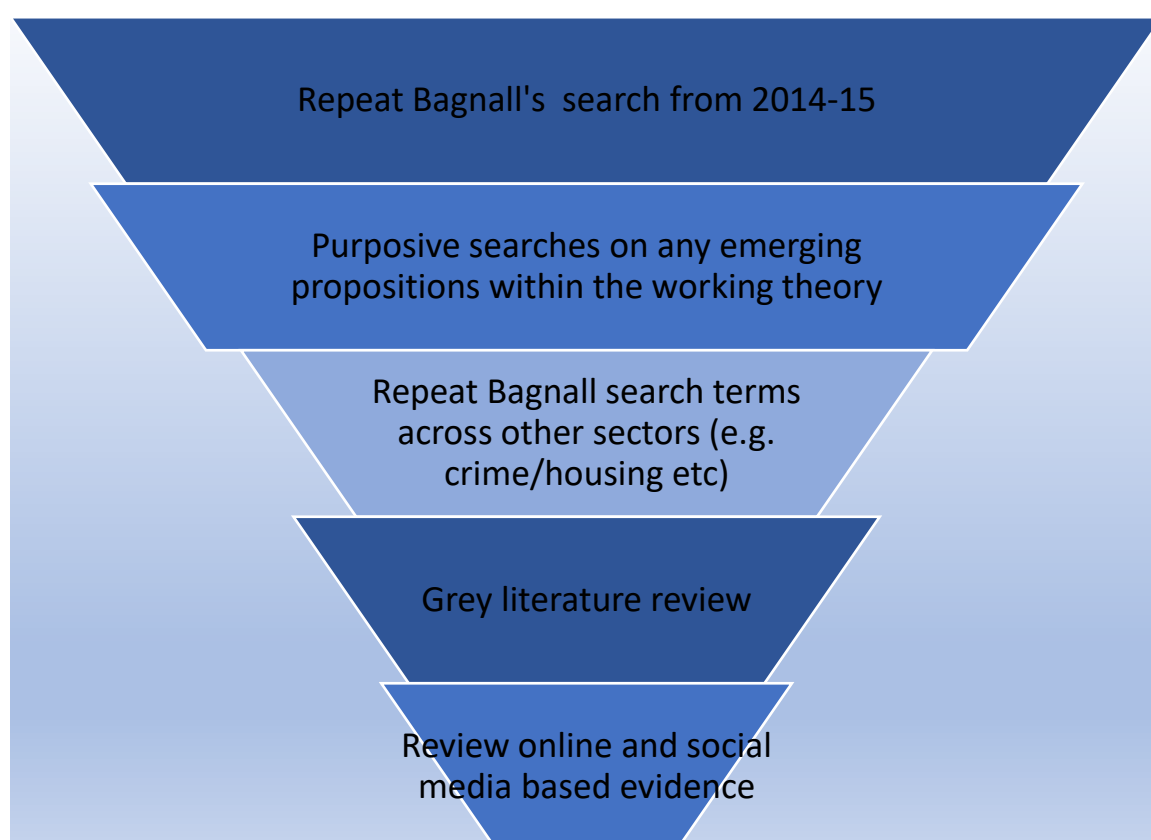 Repeat Bagnall's  search from 2014-15
Purposive searches on any emerging
propositions within the working theory
Repeat Bagnall search terms
across other sectors (e.g.
crime/housing etc)
Grey literature review
Review online and social
media based evidence